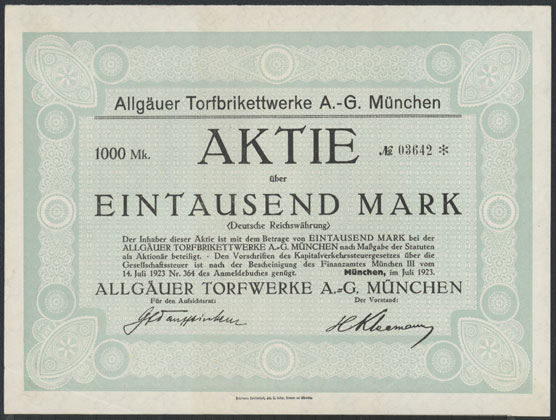 Allgäuer Torfbrikettwerke A.-G. München
1000 Mk. AKTIE № 03642 *
über
EINTAUSEND MARK
(Deutsche Reichswährung)
Der Inhaber dieser Aktie ist mit dem Betrage von EINTAUSEND MARK bei der
ALLGÄUER TORFBRIKETTWERKE A.-G. MÜNCHEN nach Maßgabe der Statuten
als Aktionär beteiligt. - Den Vorschriften des Kapitalverkehrssteuergesetzes über die
Gesellschaftssteuer ist nach der Bescheinigung des Finanzamtes München III vom
14. Juli 1923 Nr. 364 des Anmeldebuches genügt. München, im Juli 1923.
ALLGÄUER TORFWERKE A.=G. MÜNCHEN
Für den Aufsichtsrat: Der Vorstand:
HKleemann